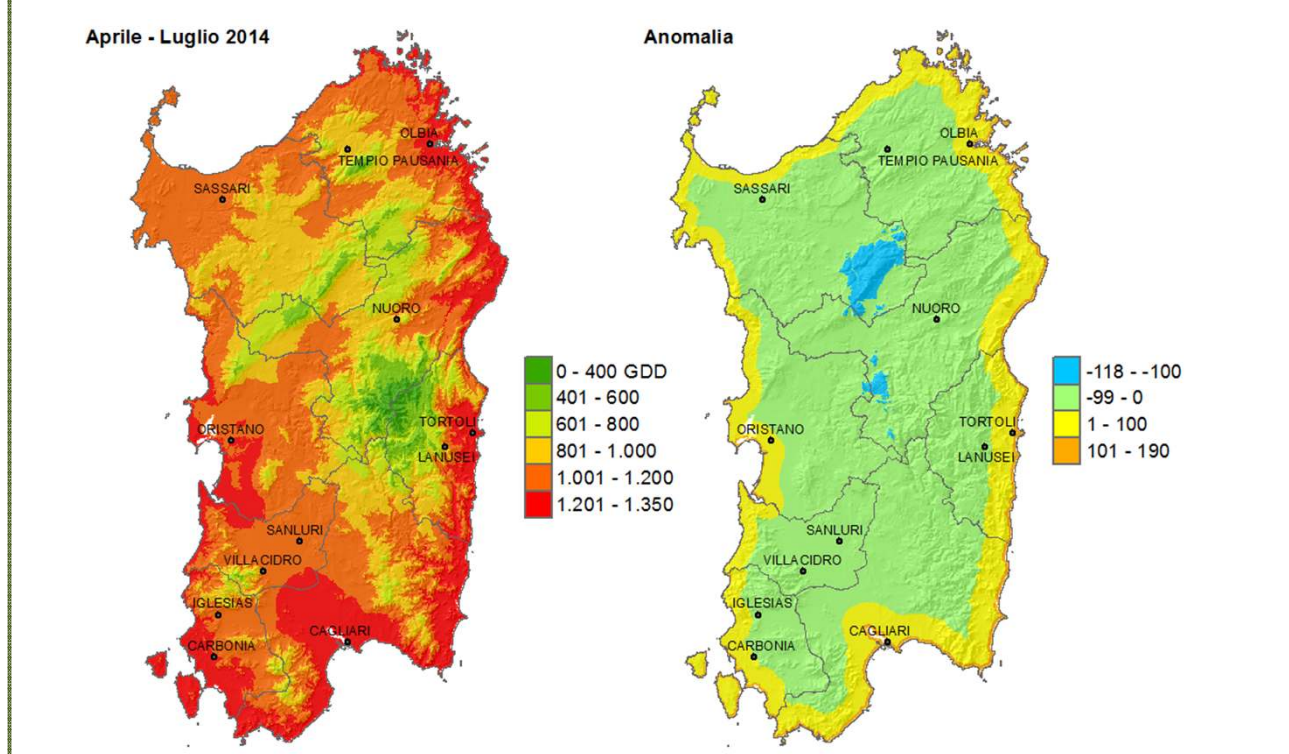 Aprile - Luglio 2014
OLBIA
TEMPIO PAUSANIA
SASSARI
NUORO
ORISTANO
TORTOLI
LANUSEI
SANLURI
VILLACIDRO
IGLESIAS
CAGLIARI
CARBONIA
0 - 400 GDD
401 - 600
601 - 800
801 - 1.000
1.001 - 1.200
1.201 - 1.350
Anomalia
OLBIA
TEMPIO PAUSANIA
SASSARI
NUORO
ORISTANO
TORTOLI
LANUSEI
SANLURI
VILLACIDRO
IGLESIAS
CAGLIARI
CARBONIA
-118 - -100
-99 - 0
1 - 100
101 - 190